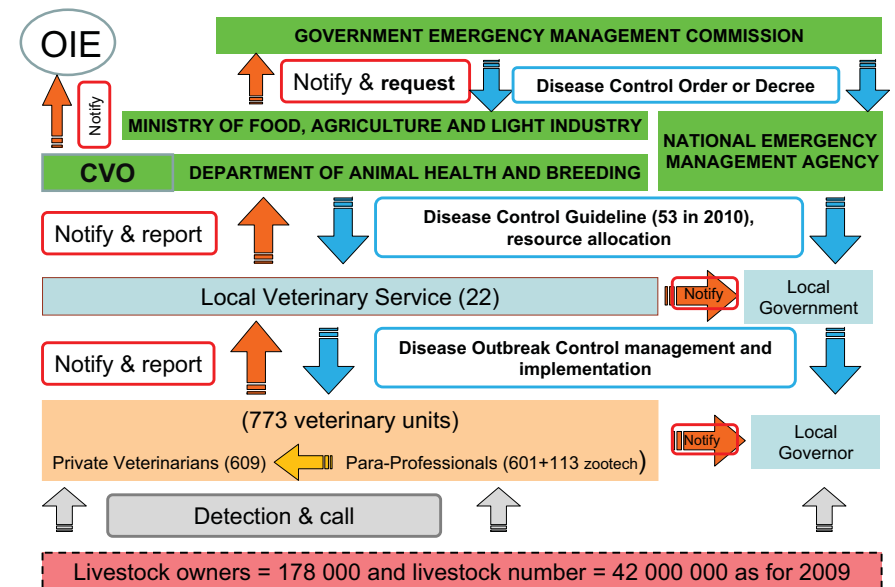 OIE
GOVERNMENT EMERGENCY MANAGEMENT COMMISSION
Notify
Notify & request
Disease Control Order or Decree
MINISTRY OF FOOD, AGRICULTURE AND LIGHT INDUSTRY
NATIONAL EMERGENCY
MANAGEMENT AGENCY
CVO
DEPARTMENT OF ANIMAL HEALTH AND BREEDING
Notify & report
Disease Control Guideline (53 in 2010),
resource allocation
Local Veterinary Service (22)
Notify
Local
Government
Notify & report
Disease Outbreak Control management and
implementation
(773 veterinary units)
Private Veterinarians (609)
Para-Professionals (601+113 zootech)
Notify
Local
Governor
Detection & call
Livestock owners = 178 000 and livestock number = 42 000 000 as for 2009